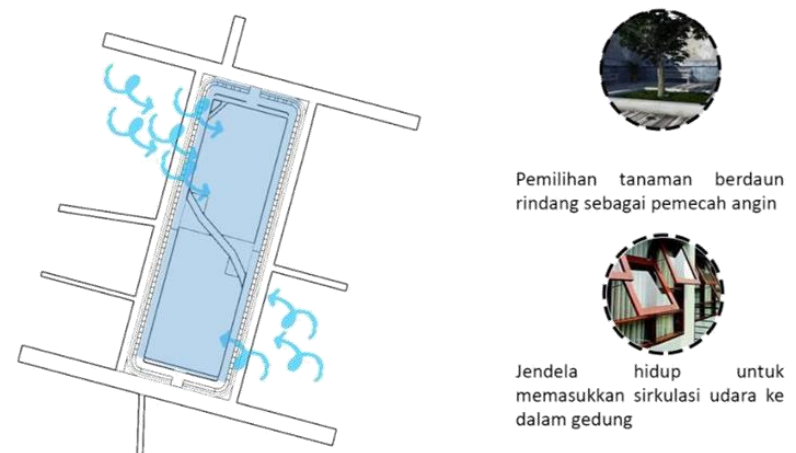 Pemilihan tanaman berdaun
rindang sebagai pemecah angin
Jendela hidup untuk
memasukkan sirkulasi udara ke
dalam gedung